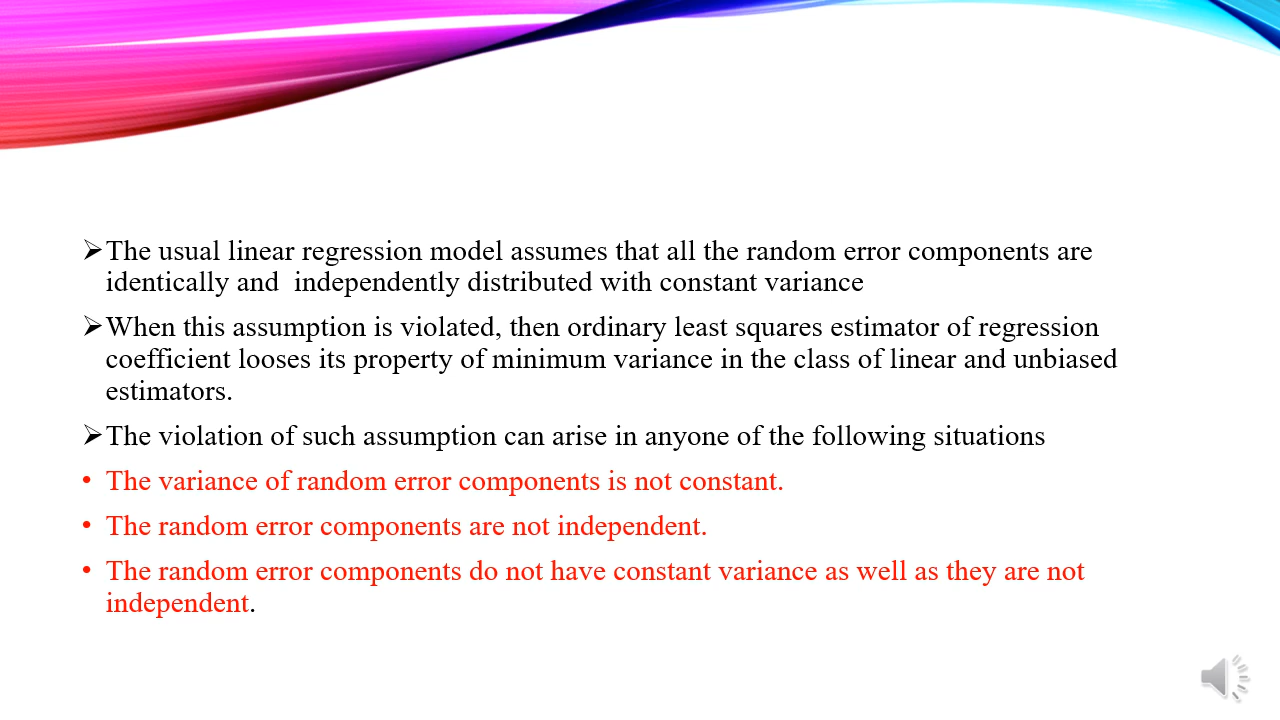 ➢The usual linear regression model assumes that all the random error components are
identically and  independently distributed with constant variance
➢When this assumption is violated, then ordinary least squares estimator of regression
coefficient looses its property of minimum variance in the class of linear and unbiased
estimators.
➢The violation of such assumption can arise in anyone of the following situations
• The variance of random error components is not constant.
• The random error components are not independent.
• The random error components do not have constant variance as well as they are not
independent.